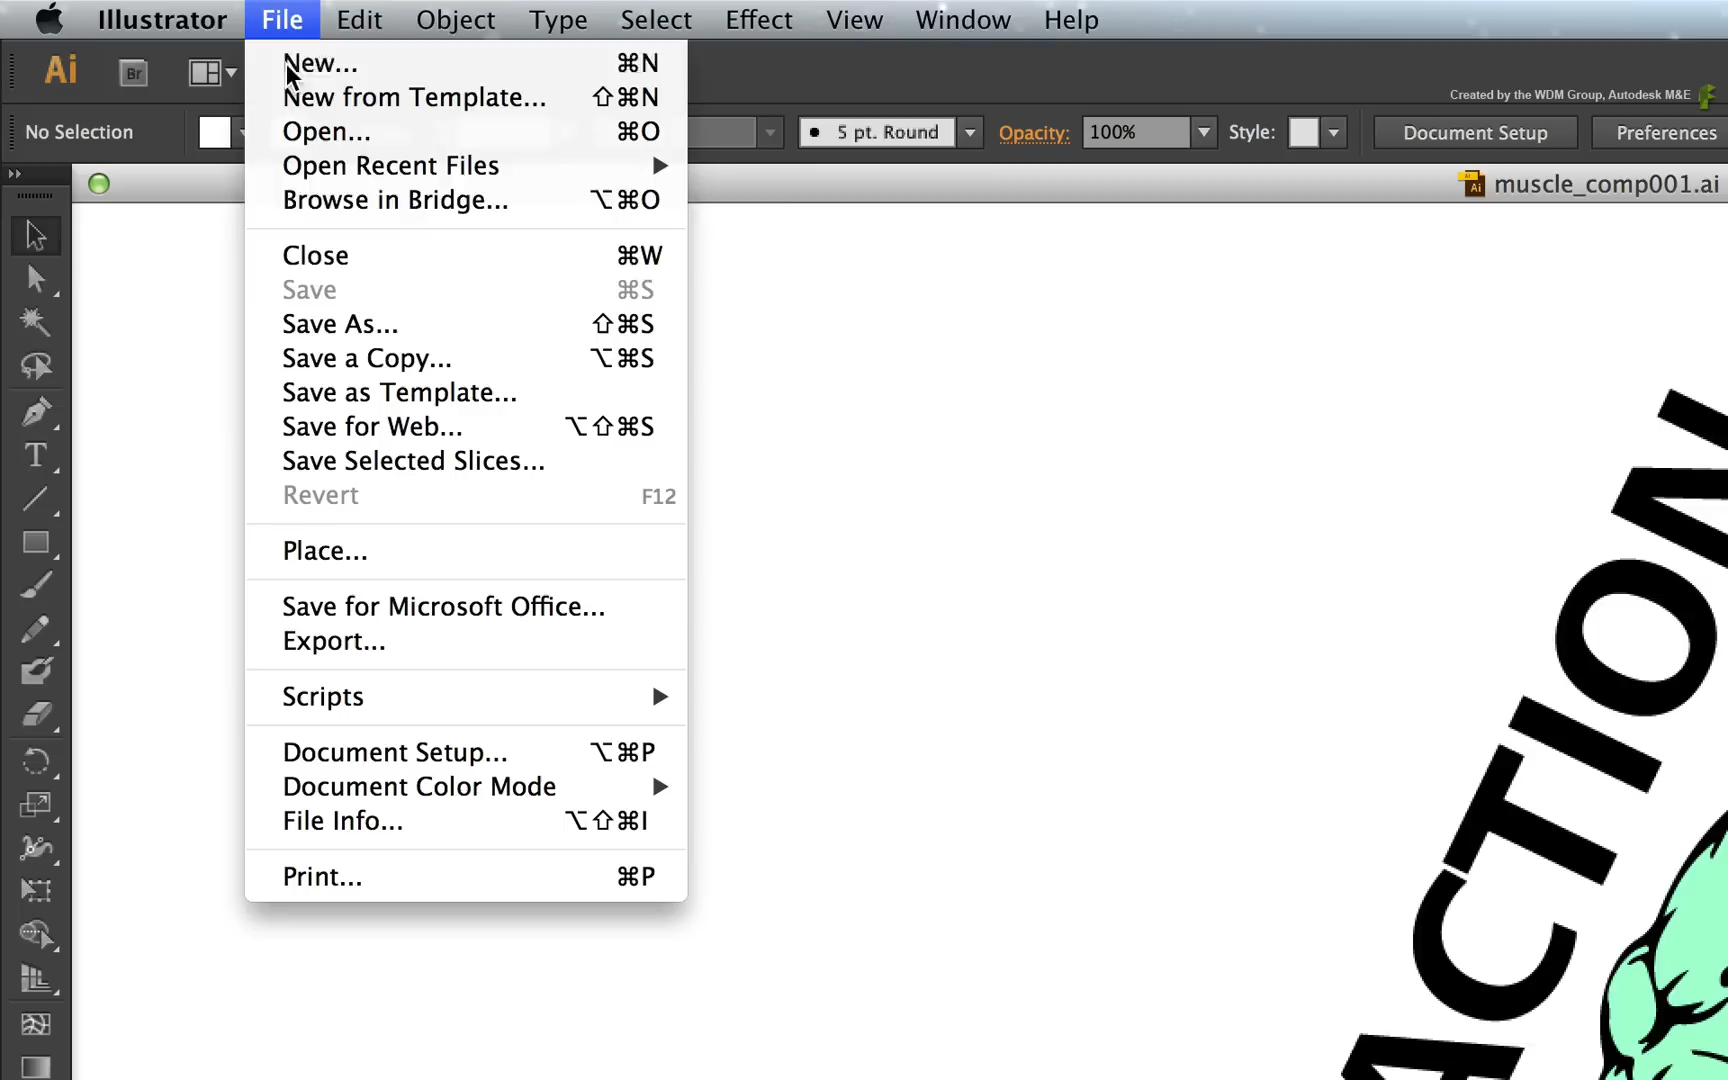 Illustrator File Edit Object Type Select Effect View Window Help
Ai Br
Created by the WDM Group, Autodesk M&E
No Selection 5 pt. Round Opacity: 100% Style: Document Setup Preferences
muscle_comp001.ai
New... ⌘N
New from Template... ⇧⌘N
Open... ⌘O
Open Recent Files
Browse in Bridge... ⌥⌘O
Close ⌘W
Save ⌘S
Save As... ⇧⌘S
Save a Copy... ⌥⌘S
Save as Template...
Save for Web... ⌥⇧⌘S
Save Selected Slices...
Revert F12
Place...
Save for Microsoft Office...
Export...
Scripts
Document Setup... ⌥⌘P
Document Color Mode
File Info... ⌥⇧⌘I
Print... ⌘P
T
ACTION